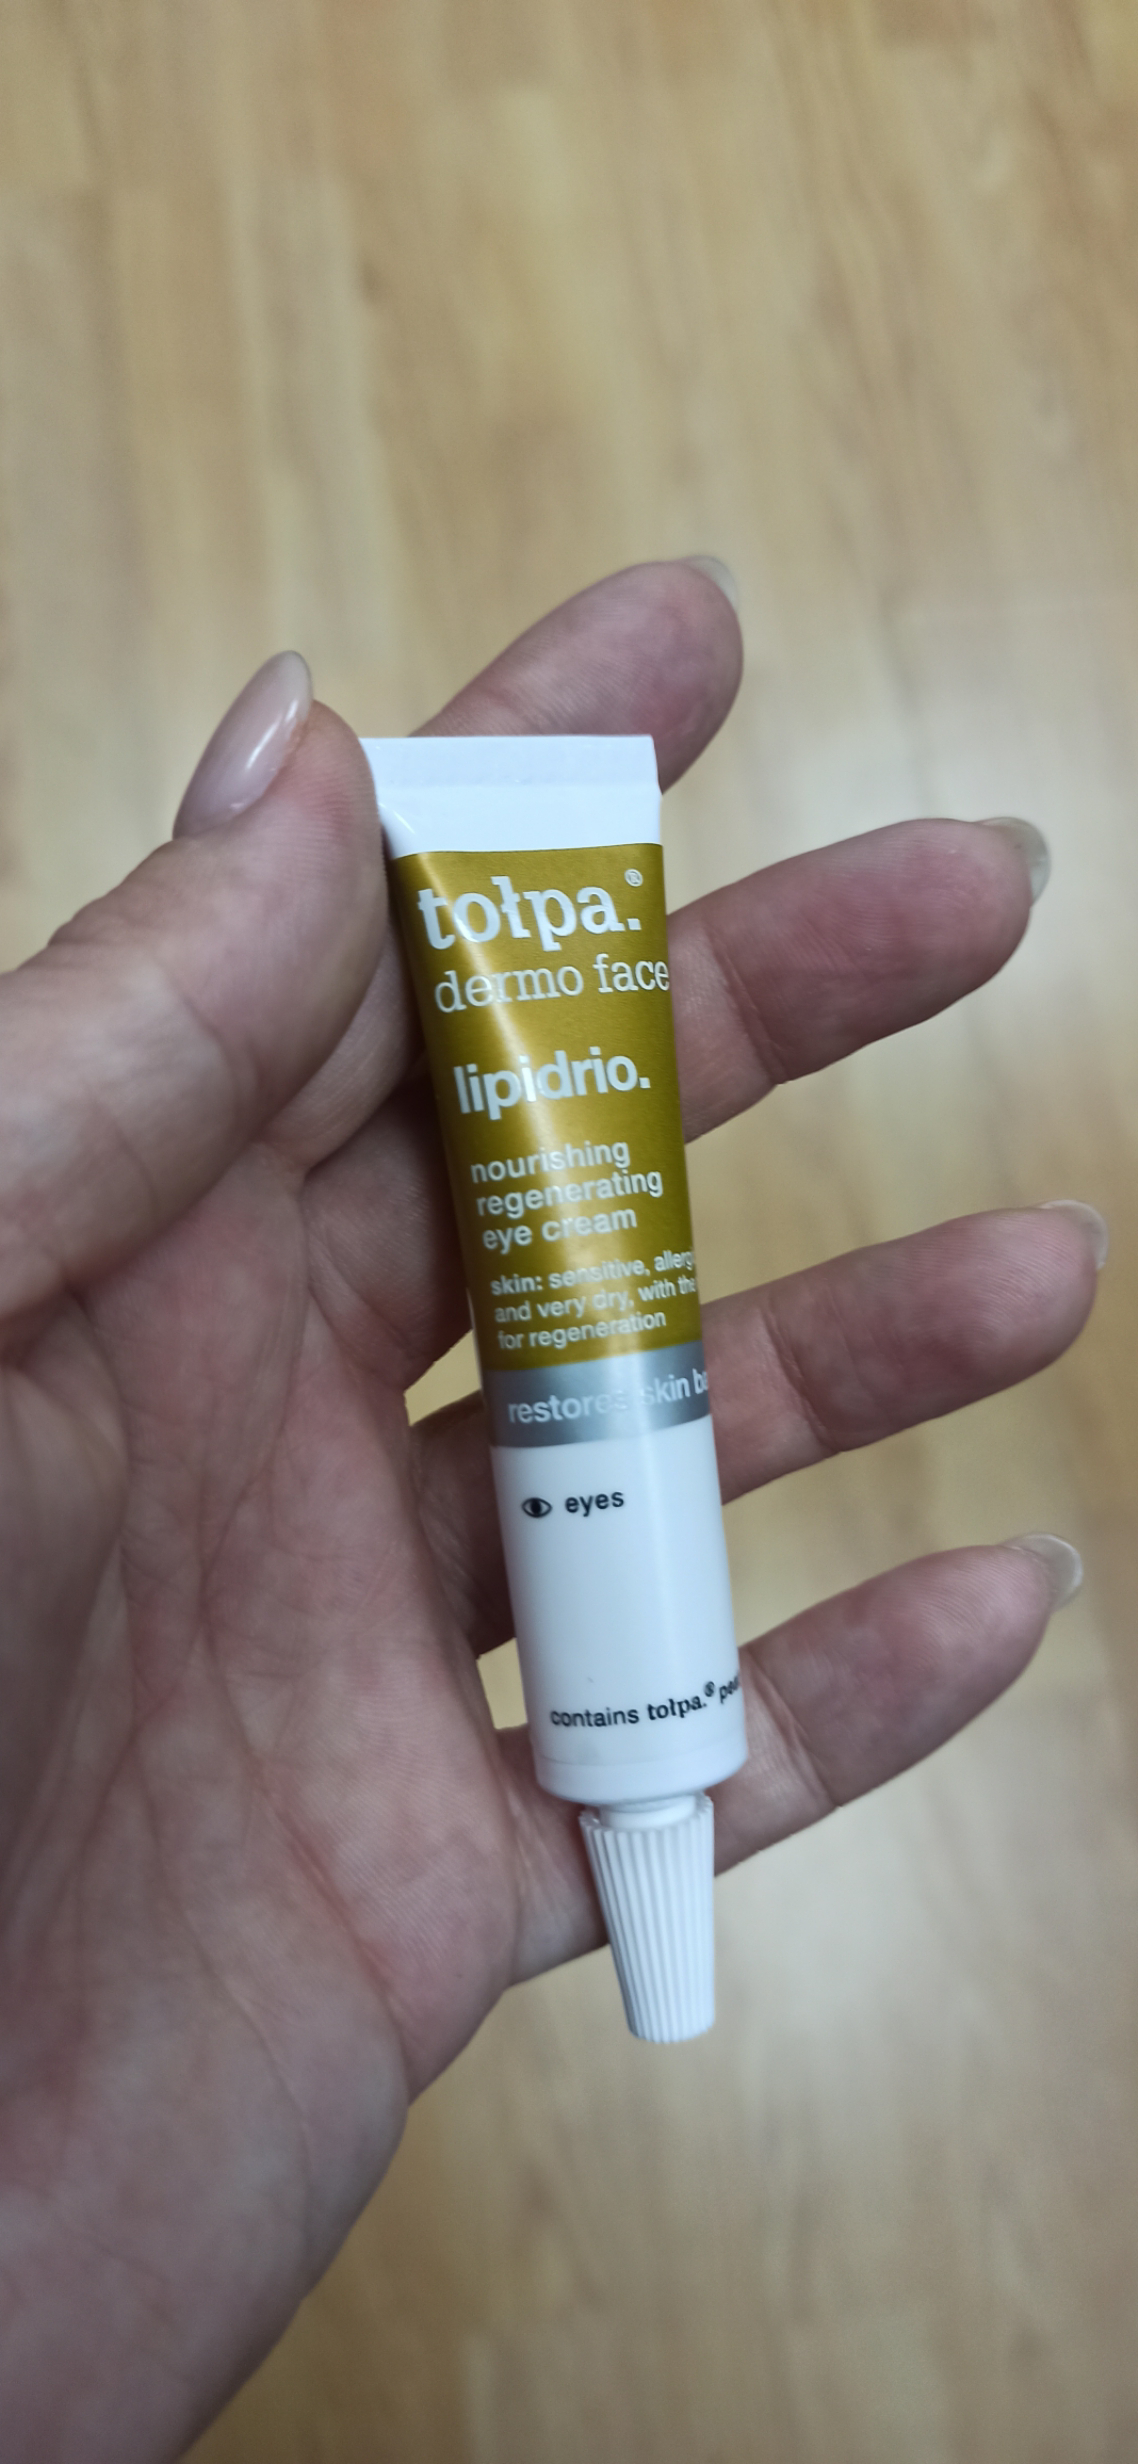 tołpa.®
dermo face
lipidrio.
nourishing
regenerating
eye cream
skin: sensitive,
and very dry, with the
for regeneration
restores skin
eyes
contains tołpa.®